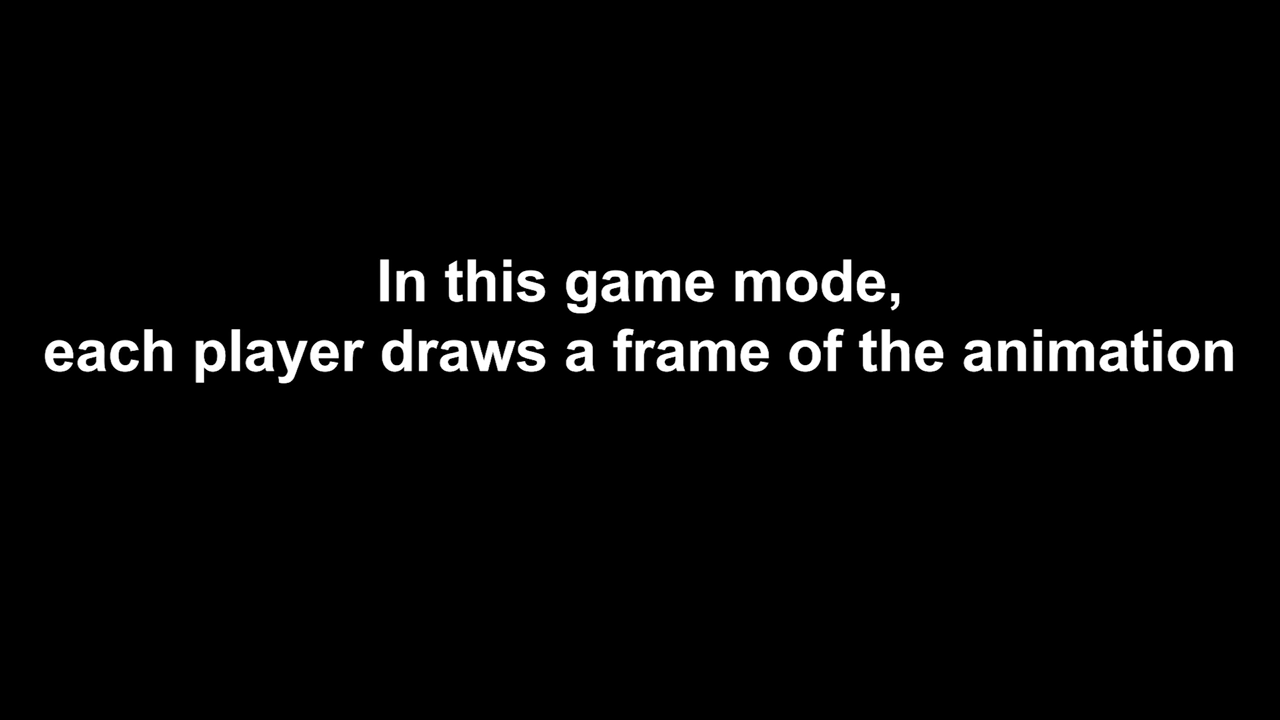 In this game mode,
each player draws a frame of the animation